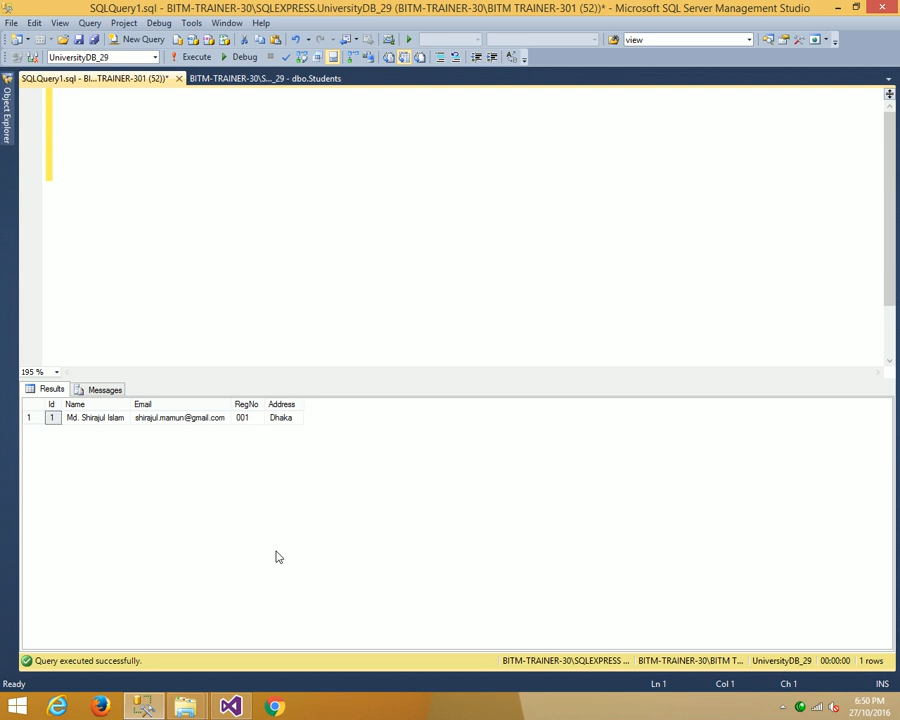 SQLQuery1.sql - BITM-TRAINER-30\SQLEXPRESS.UniversityDB_29 (BITM-TRAINER-30\BITM TRAINER-301 (52))* - Microsoft SQL Server Management Studio
File Edit View Query Project Debug Tools Window Help
New Query view
UniversityDB_29 Execute Debug
SQLQuery1.sql - BI...TRAINER-301 (52))* BITM-TRAINER-30\S..._29 - dbo.Students
Object Explorer
195 %
Results Messages
Id Name Email RegNo Address
1 1 Md. Shirajul Islam shirajul.mamun@gmail.com 001 Dhaka
Query executed successfully. BITM-TRAINER-30\SQLEXPRESS ... BITM-TRAINER-30\BITM T... UniversityDB_29 00:00:00 1 rows
Ready Ln 1 Col 1 Ch 1 INS
6:50 PM
27/10/2016